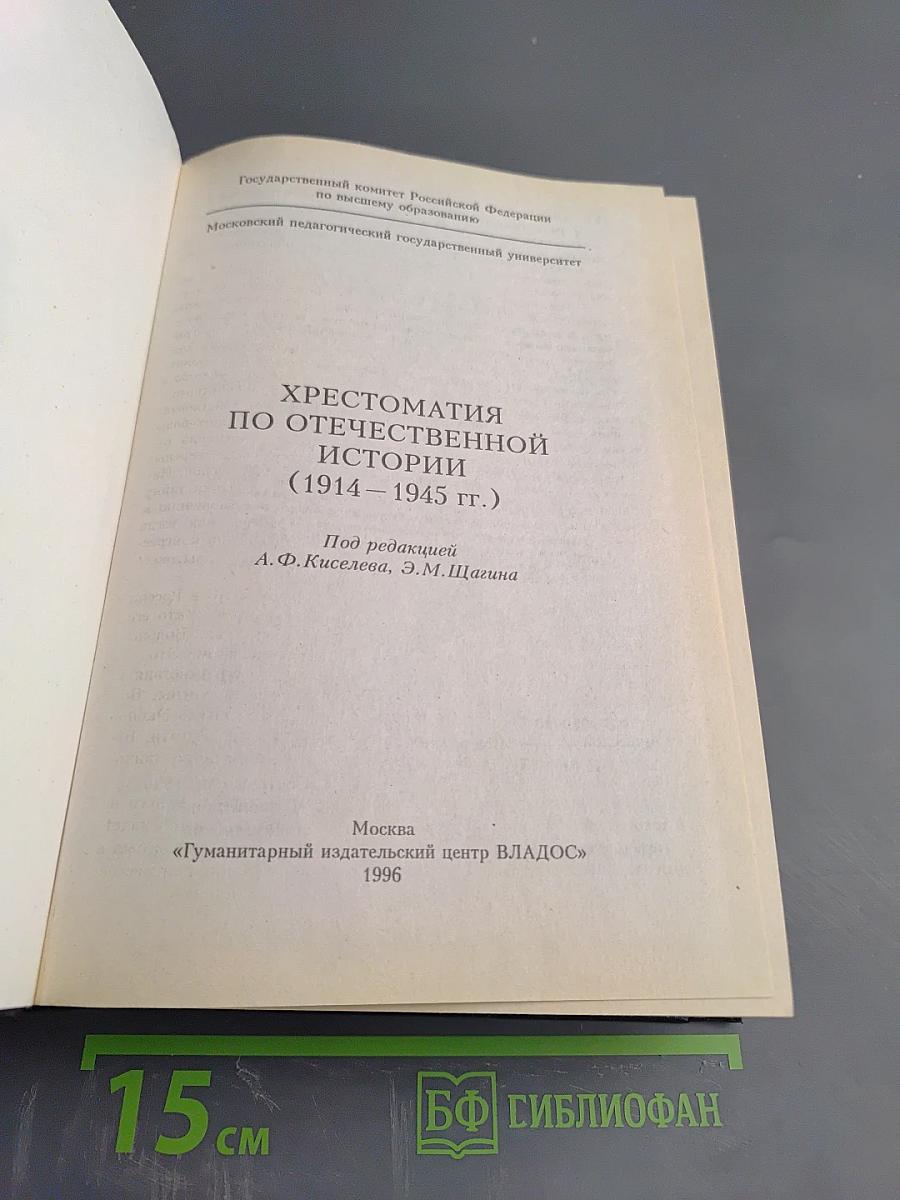 Государственный комитет Российской Федерации
по высшему образованию
Московский педагогический государственный университет
ХРЕСТОМАТИЯ
ПО ОТЕЧЕСТВЕННОЙ
ИСТОРИИ
(1914 — 1945 гг.)
Под редакцией
А.Ф.Киселева, Э.М.Щагина
Москва
«Гуманитарный издательский центр ВЛАДОС»
1996
15 см
БФ БИБЛИОФАН